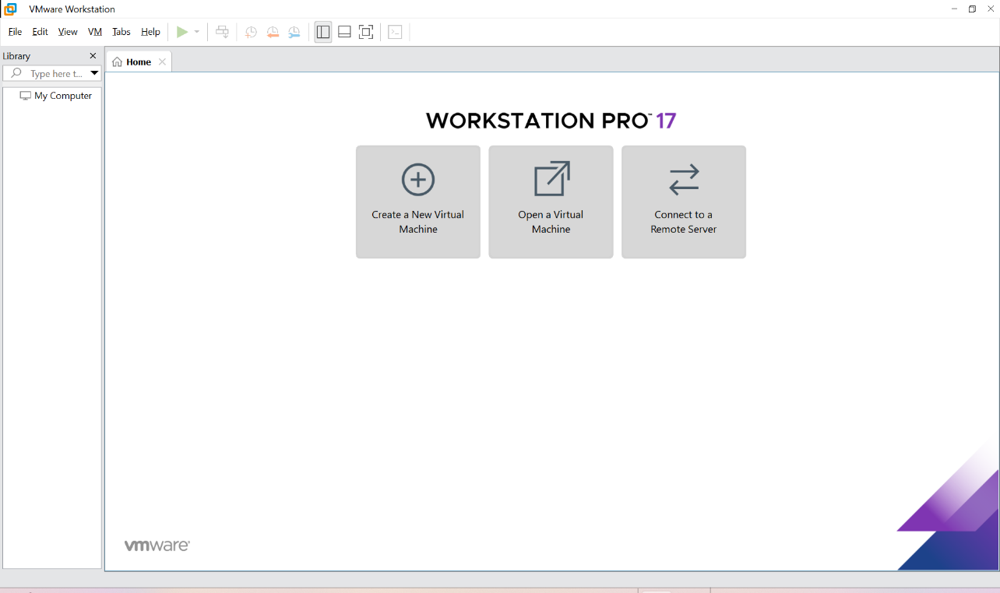 VMware Workstation
File Edit View VM Tabs Help
Library
Type here t...
My Computer
Home
WORKSTATION PRO™ 17
Create a New Virtual
Machine
Open a Virtual
Machine
Connect to a
Remote Server
vmware®